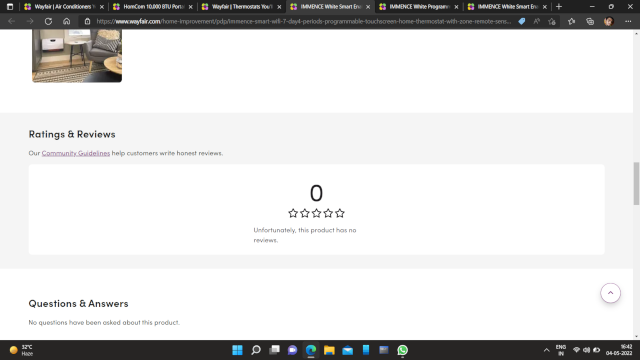 Wayfair | Air Conditioners Y
HomCom 10,000 BTU Porta
Wayfair | Thermostats You'l
IMMENCE White Smart Ene
IMMENCE White Programm
IMMENCE White Smart Ene
https://www.wayfair.com/home-improvement/pdp/immence-smart-wifi-7-day4-periods-programmable-touchscreen-home-thermostat-with-zone-remote-sens...
Ratings & Reviews
Our Community Guidelines help customers write honest reviews.
0
Unfortunately, this product has no
reviews.
Questions & Answers
No questions have been asked about this product.
32°C
Haze
ENG
IN
16:42
04-05-2022